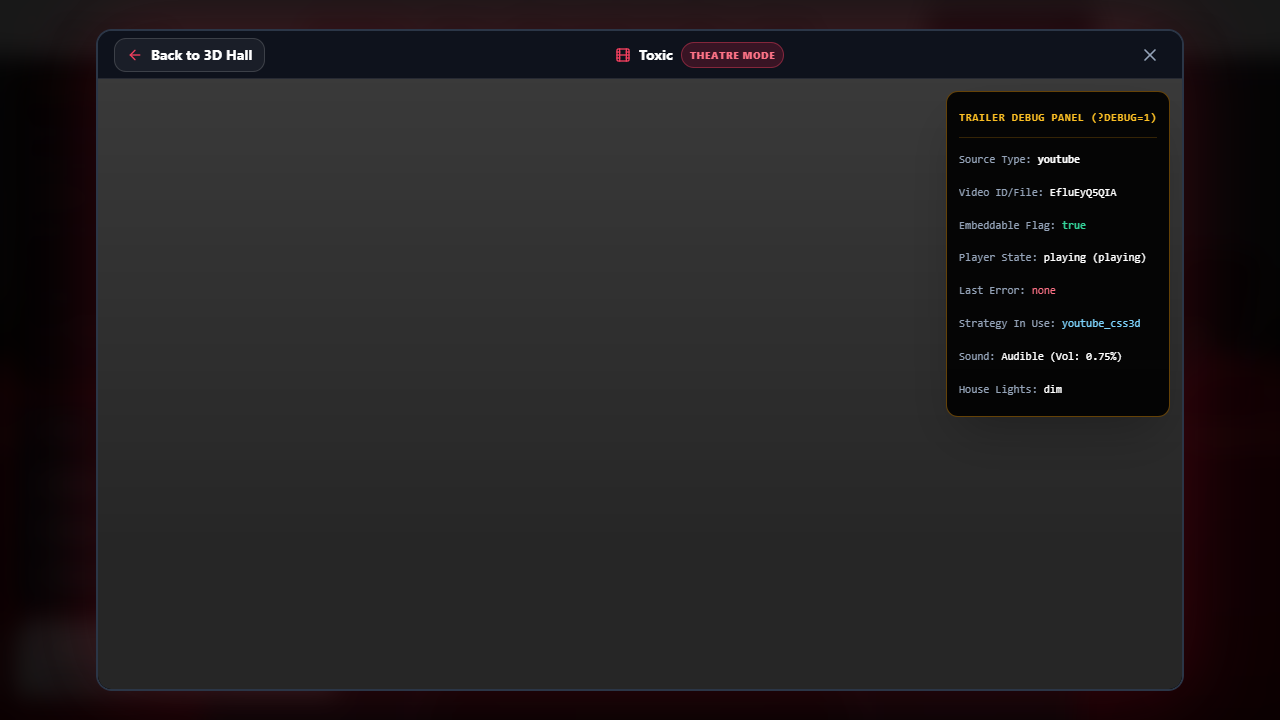 Back to 3D Hall
Toxic
THEATRE MODE
TRAILER DEBUG PANEL (?DEBUG=1)
Source Type: youtube
Video ID/File: EfluEyQ5QIA
Embeddable Flag: true
Player State: playing (playing)
Last Error: none
Strategy In Use: youtube_css3d
Sound: Audible (Vol: 0.75%)
House Lights: dim